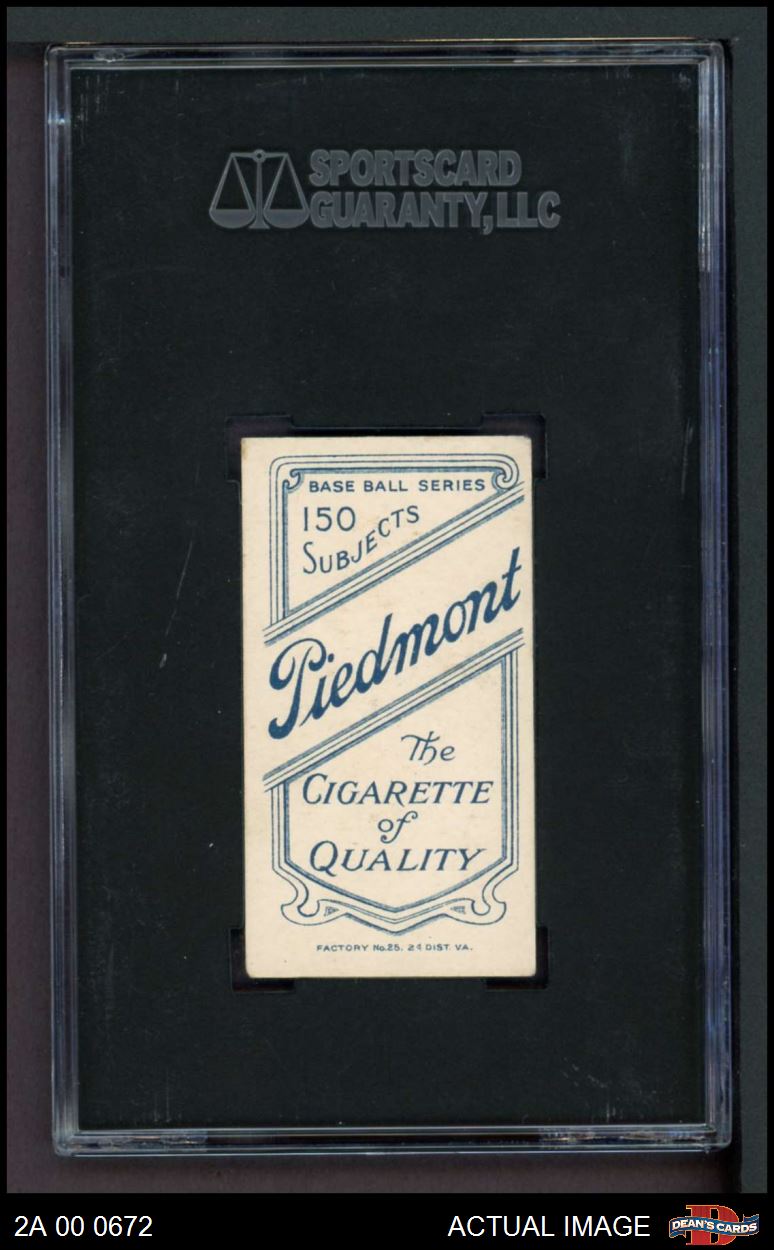 SPORTSCARD
GUARANTY, LLC
BASE BALL SERIES
150
SUBJECTS
Piedmont
The
CIGARETTE
of
QUALITY
FACTORY No.25. 2d DIST. VA.
2A 00 0672
ACTUAL IMAGE
DEAN'S CARDS